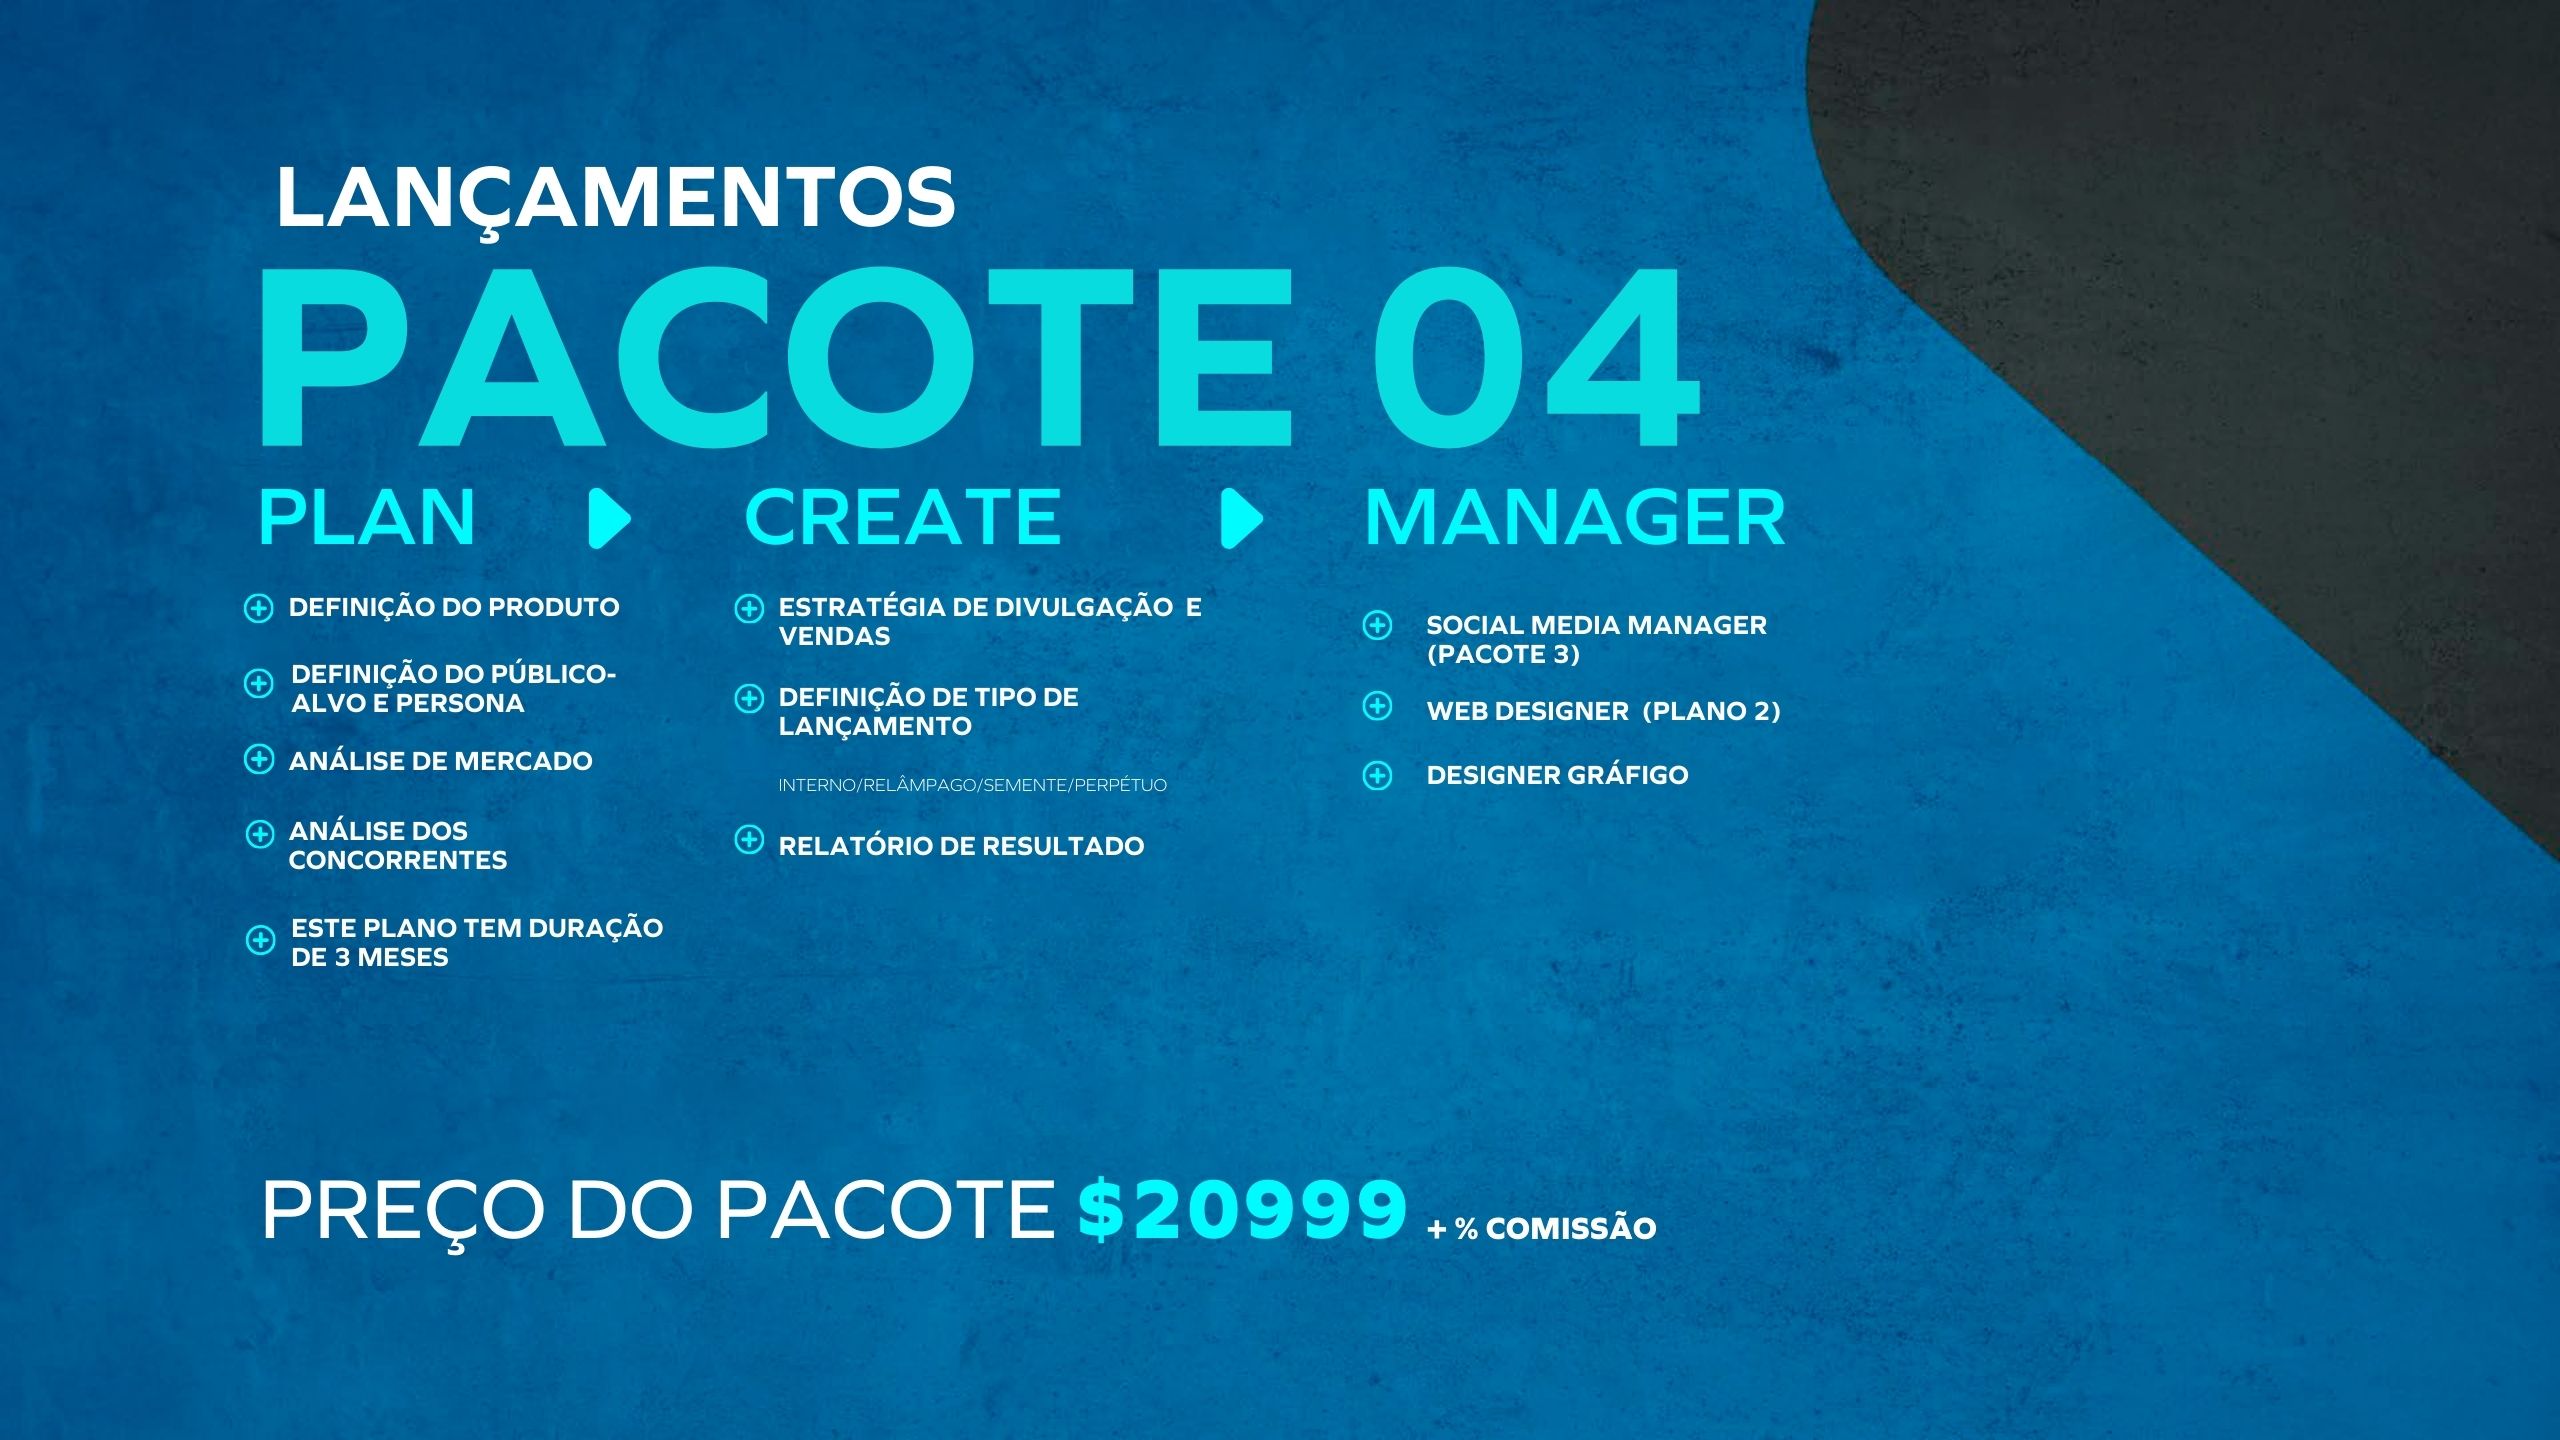 LANÇAMENTOS
PACOTE 04
PLAN
DEFINIÇÃO DO PRODUTO
DEFINIÇÃO DO PÚBLICO-
ALVO E PERSONA
ANÁLISE DE MERCADO
ANÁLISE DOS
CONCORRENTES
ESTE PLANO TEM DURAÇÃO
DE 3 MESES
CREATE
ESTRATÉGIA DE DIVULGAÇÃO E
VENDAS
DEFINIÇÃO DE TIPO DE
LANÇAMENTO
INTERNO/RELÂMPAGO/SEMENTE/PERPÉTUO
RELATÓRIO DE RESULTADO
MANAGER
SOCIAL MEDIA MANAGER
(PACOTE 3)
WEB DESIGNER (PLANO 2)
DESIGNER GRÁFIGO
PREÇO DO PACOTE $20999 + % COMISSÃO